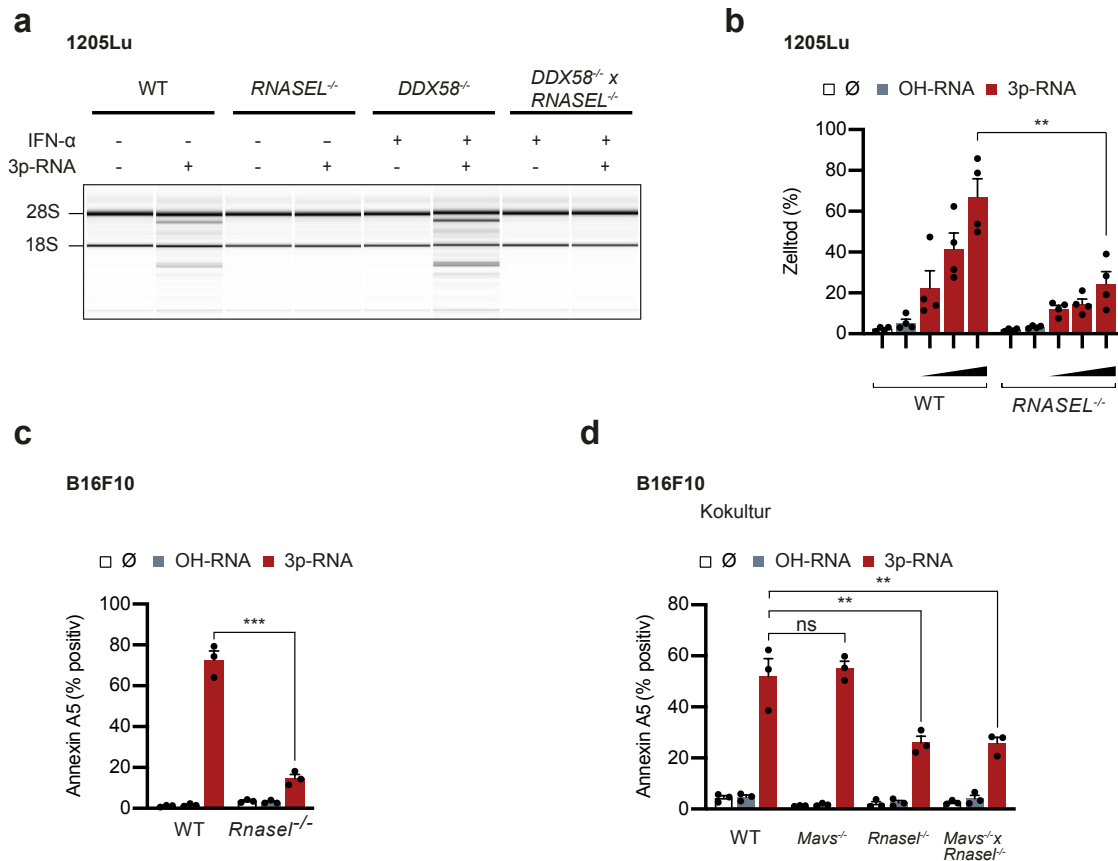 a
1205Lu
WT RNASEL-/- DDX58-/- DDX58-/- x
RNASEL-/-
IFN-α - - - - + + + +
3p-RNA - + - + - + - +
28S
18S
b
1205Lu
Ø OH-RNA 3p-RNA
**
100
80
60
40
20
0
Zelltod (%)
WT RNASEL-/-
c
B16F10
Ø OH-RNA 3p-RNA
***
100
80
60
40
20
0
Annexin A5 (% positiv)
WT Rnasel-/-
d
B16F10
Kokultur
Ø OH-RNA 3p-RNA
**
**
ns
80
60
40
20
0
Annexin A5 (% positiv)
WT Mavs-/- Rnasel-/- Mavs-/-x
Rnasel-/-